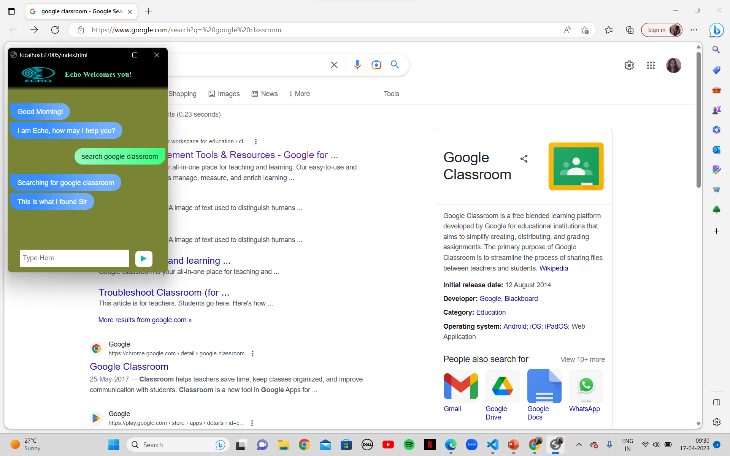 google classroom - Google Sea
https://www.google.com/search?q=%20google%20classroom
Sign in
localhost:27005/index.html
ECHO
Echo Welcomes you!
Good Morning!
I am Echo, how may I help you?
search google classroom
Searching for google classroom
This is what I found Sir
Type Here
Shopping
Images
News
More
Tools
lts (0.23 seconds)
› workspace for education › cl
ement Tools & Resources - Google for ...
r all-in-one place for teaching and learning. Our easy-to-use and
s manage, measure, and enrich learning ...
A image of text used to distinguish humans ...
A image of text used to distinguish humans ...
and learning ...
Google Classroom is your all-in-one place for teaching and ...
Troubleshoot Classroom (for ...
This article is for teachers. Students go here. Here's how ...
More results from google.com »
Google
https://chrome.google.com › detail › google-classroom
Google Classroom
25-May-2017 — Classroom helps teachers save time, keep classes organized, and improve
communication with students. Classroom is a new tool in Google Apps for ...
Google
https://play.google.com › store › apps › details › id=c...
Google
Classroom
Google Classroom is a free blended learning platform
developed by Google for educational institutions that
aims to simplify creating, distributing, and grading
assignments. The primary purpose of Google
Classroom is to streamline the process of sharing files
between teachers and students. Wikipedia
Initial release date: 12 August 2014
Developer: Google, Blackboard
Category: Education
Operating system: Android; iOS; iPadOS; Web
Application
People also search for
View 10+ more
Gmail
Google
Drive
Google
Docs
WhatsApp
27°C
Sunny
Search
DELL
zoom
ENG
IN
09:30
17-04-2023